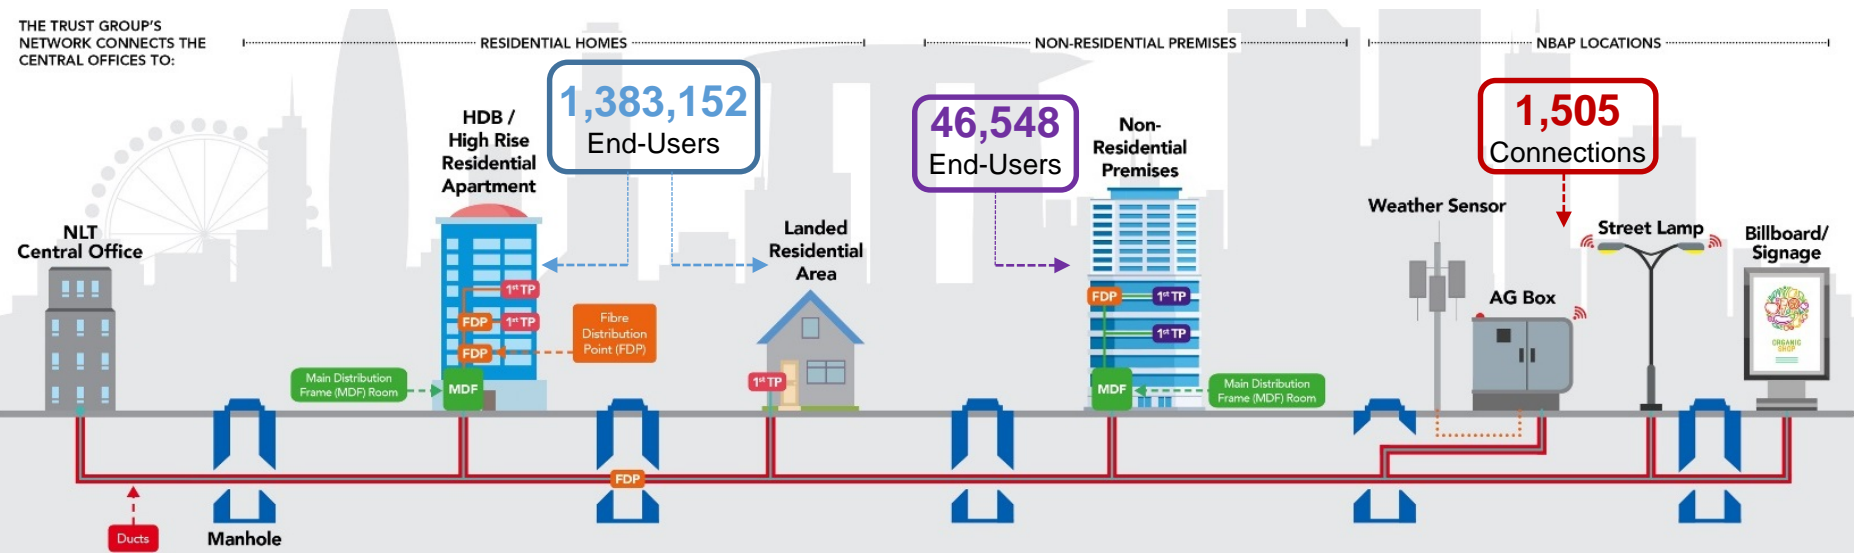 THE TRUST GROUP'S
NETWORK CONNECTS THE
CENTRAL OFFICES TO:
RESIDENTIAL HOMES
NON-RESIDENTIAL PREMISES
NBAP LOCATIONS
1,383,152
End-Users
46,548
End-Users
1,505
Connections
NLT
Central Office
HDB /
High Rise
Residential
Apartment
1st TP
FDP
1st TP
FDP
MDF
Fibre
Distribution
Point (FDP)
Main Distribution
Frame (MDF) Room
Landed
Residential
Area
1st TP
Non-
Residential
Premises
FDP
1st TP
1st TP
MDF
Main Distribution
Frame (MDF) Room
Weather Sensor
AG Box
Street Lamp
Billboard/
Signage
ORGANIC
SHOP
FDP
Ducts
Manhole